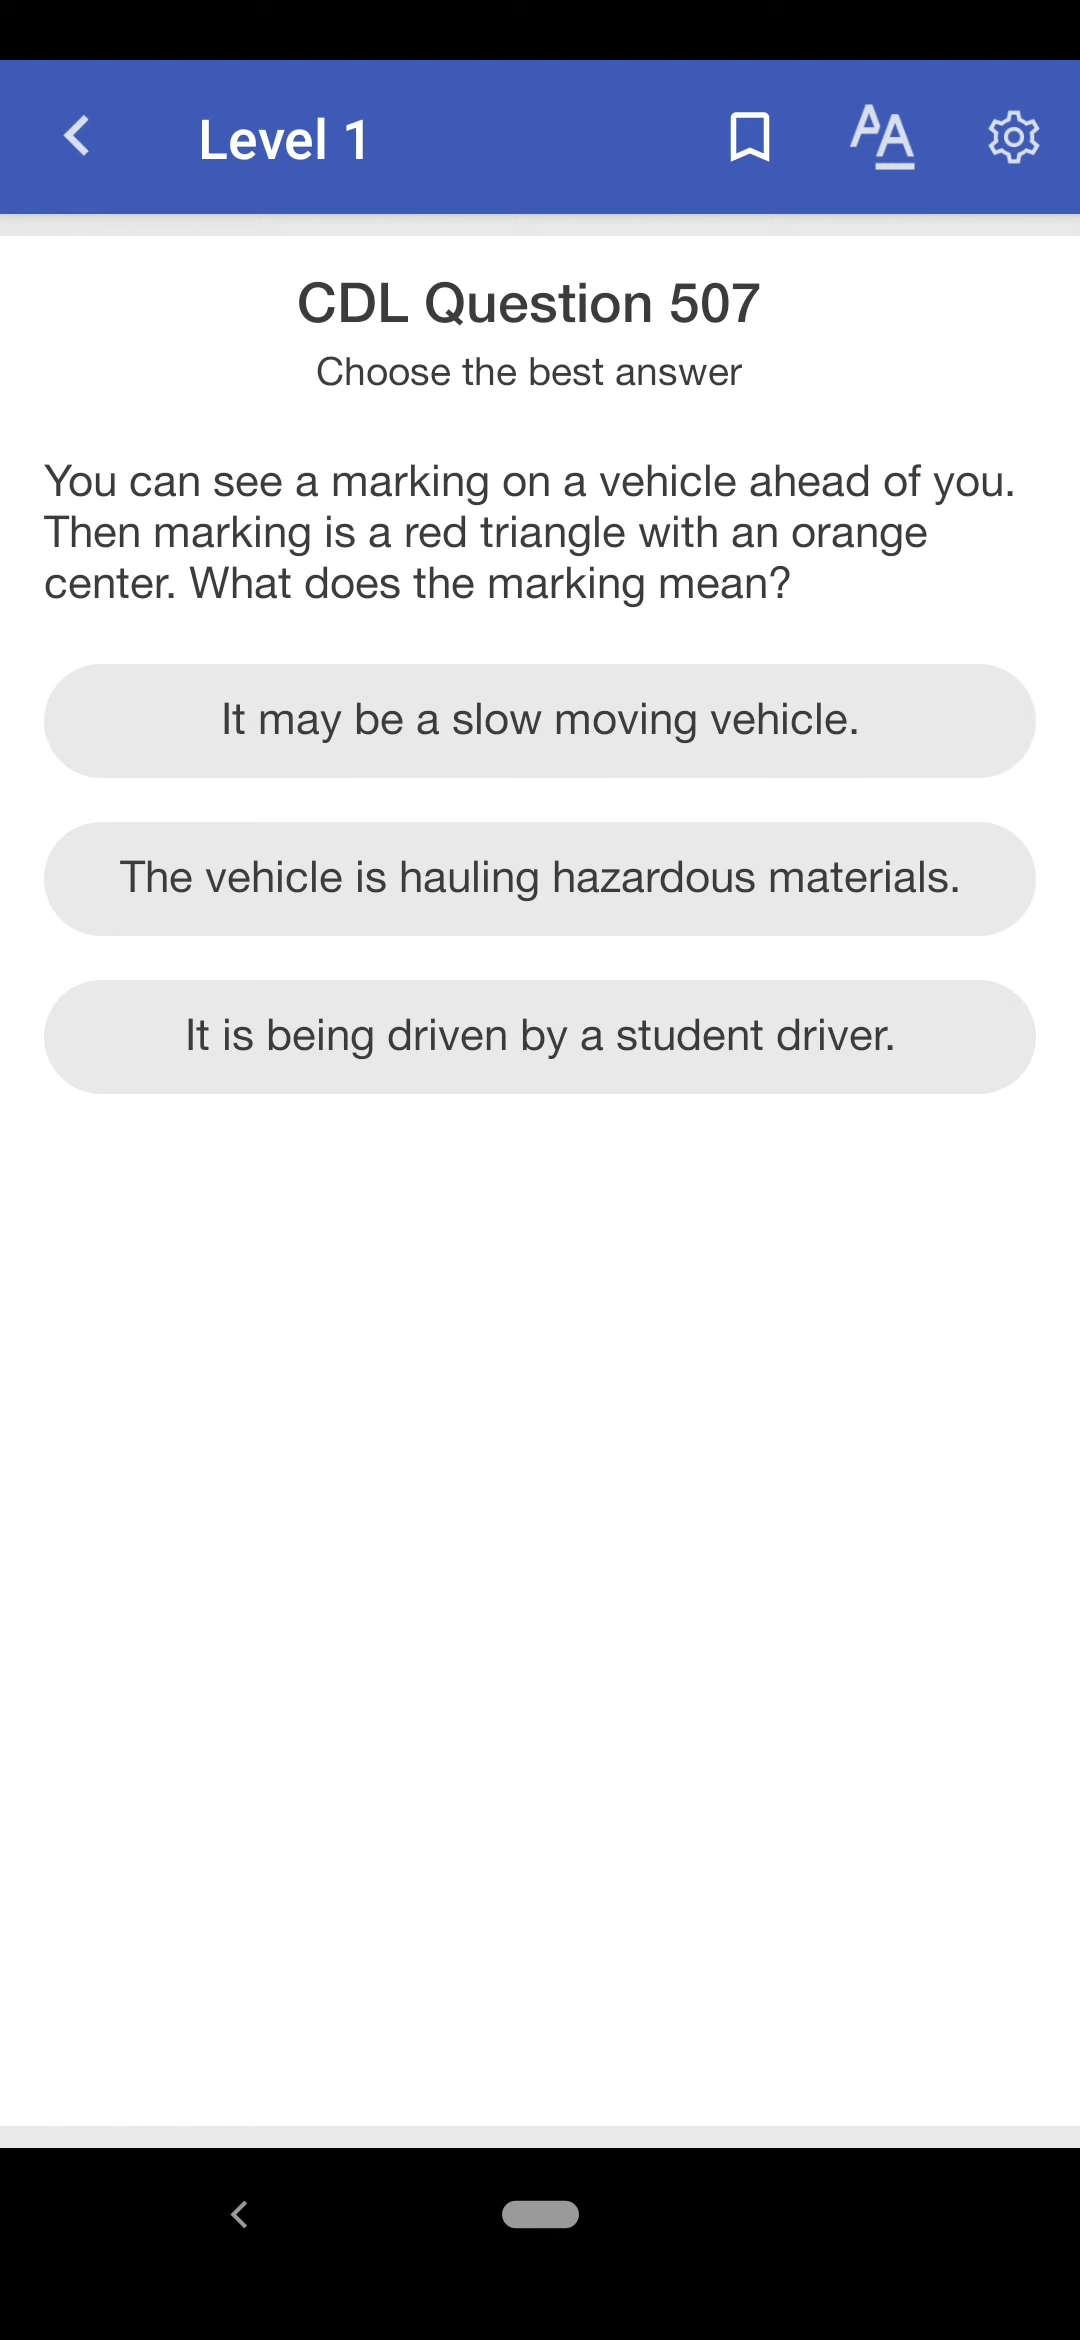 Level 1
AA
CDL Question 507
Choose the best answer
You can see a marking on a vehicle ahead of you.
Then marking is a red triangle with an orange
center. What does the marking mean?
It may be a slow moving vehicle.
The vehicle is hauling hazardous materials.
It is being driven by a student driver.